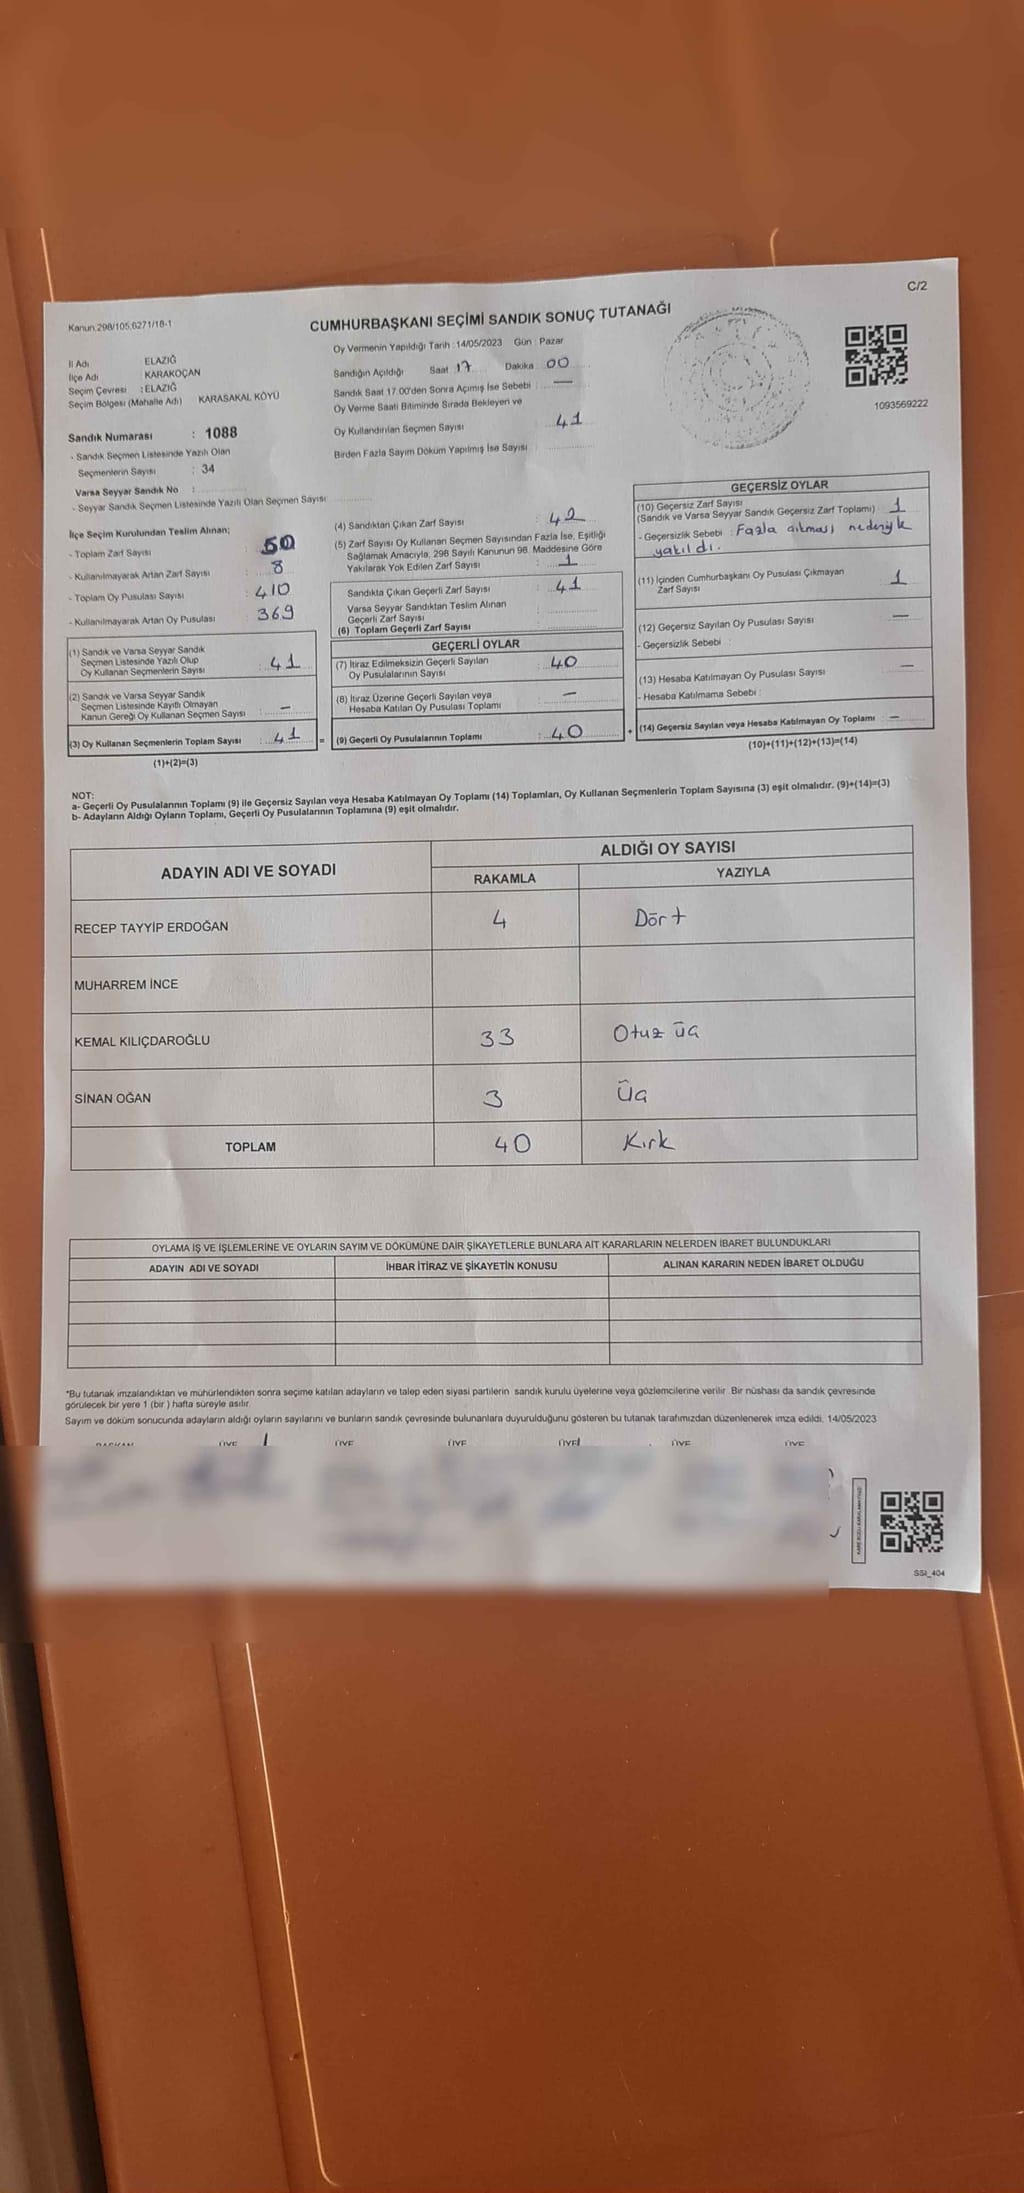 C/2
Kanun.298/105,6271/18-1
CUMHURBAŞKANI SEÇİMİ SANDIK SONUÇ TUTANAĞI
Oy Vermenin Yapıldığı Tarih :14/05/2023 Gün : Pazar
İl Adı ELAZIĞ
İlçe Adı KARAKOÇAN
Seçim Çevresi : ELAZIĞ
Seçim Bölgesi (Mahalle Adı) KARASAKAL KÖYÜ
Sandığın Açıldığı Saat 17 Dakika 00
Sandık Saat 17.00'den Sonra Açımış İse Sebebi : —
Oy Verme Saati Bitiminde Sırada Bekleyen ve
Oy Kullandırılan Seçmen Sayısı 41
Birden Fazla Sayım Döküm Yapılmış İse Sayısı
1093569222
Sandık Numarası : 1088
- Sandık Seçmen Listesinde Yazılı Olan
Seçmenlerin Sayısı : 34
Varsa Seyyar Sandık No :
- Seyyar Sandık Seçmen Listesinde Yazılı Olan Seçmen Sayısı
İlçe Seçim Kurulundan Teslim Alınan;
- Toplam Zarf Sayısı : 50
- Kullanılmayarak Artan Zarf Sayısı : 8
- Toplam Oy Pusulası Sayısı : 410
- Kullanılmayarak Artan Oy Pusulası : 369
(1) Sandık ve Varsa Seyyar Sandık
Seçmen Listesinde Yazılı Olup
Oy Kullanan Seçmenlerin Sayısı : 41
(2) Sandık ve Varsa Seyyar Sandık
Seçmen Listesinde Kayıtlı Olmayan
Kanun Gereği Oy Kullanan Seçmen Sayısı : —
(3) Oy Kullanan Seçmenlerin Toplam Sayısı : 41 =
(1)+(2)=(3)
(4) Sandıktan Çıkan Zarf Sayısı : 42
(5) Zarf Sayısı Oy Kullanan Seçmen Sayısından Fazla İse, Eşitliği
Sağlamak Amacıyla, 298 Sayılı Kanunun 98. Maddesine Göre
Yakılarak Yok Edilen Zarf Sayısı : 1
Sandıkta Çıkan Geçerli Zarf Sayısı : 41
Varsa Seyyar Sandıktan Teslim Alınan
Geçerli Zarf Sayısı
(6) Toplam Geçerli Zarf Sayısı :
GEÇERLİ OYLAR
(7) İtiraz Edilmeksizin Geçerli Sayılan
Oy Pusulalarının Sayısı : 40
(8) İtiraz Üzerine Geçerli Sayılan veya
Hesaba Katılan Oy Pusulası Toplamı : —
(9) Geçerli Oy Pusulalarının Toplamı : 40 +
GEÇERSİZ OYLAR
(10) Geçersiz Zarf Sayısı
(Sandık ve Varsa Seyyar Sandık Geçersiz Zarf Toplamı) : 1
- Geçersizlik Sebebi : Fazla çıkması nedeniyle
yakıldı.
(11) İçinden Cumhurbaşkanı Oy Pusulası Çıkmayan
Zarf Sayısı 1
(12) Geçersiz Sayılan Oy Pusulası Sayısı —
- Geçersizlik Sebebi :
(13) Hesaba Katılmayan Oy Pusulası Sayısı —
- Hesaba Katılmama Sebebi :
(14) Geçersiz Sayılan veya Hesaba Katılmayan Oy Toplamı : —
(10)+(11)+(12)+(13)=(14)
NOT:
a- Geçerli Oy Pusulalarının Toplamı (9) ile Geçersiz Sayılan veya Hesaba Katılmayan Oy Toplamı (14) Toplamları, Oy Kullanan Seçmenlerin Toplam Sayısına (3) eşit olmalıdır. (9)+(14)=(3)
b- Adayların Aldığı Oyların Toplamı, Geçerli Oy Pusulalarının Toplamına (9) eşit olmalıdır.
ADAYIN ADI VE SOYADI ALDIĞI OY SAYISI
RAKAMLA YAZIYLA
RECEP TAYYİP ERDOĞAN 4 Dört
MUHARREM İNCE
KEMAL KILIÇDAROĞLU 33 Otuz üç
SİNAN OĞAN 3 Üç
TOPLAM 40 Kırk
OYLAMA İŞ VE İŞLEMLERİNE VE OYLARIN SAYIM VE DÖKÜMÜNE DAİR ŞİKAYETLERLE BUNLARA AİT KARARLARIN NELERDEN İBARET BULUNDUKLARI
ADAYIN ADI VE SOYADI İHBAR İTİRAZ VE ŞİKAYETİN KONUSU ALINAN KARARIN NEDEN İBARET OLDUĞU
*Bu tutanak imzalandıktan ve mühürlendikten sonra seçime katılan adayların ve talep eden siyasi partilerin sandık kurulu üyelerine veya gözlemcilerine verilir. Bir nüshası da sandık çevresinde
görülecek bir yere 1 (bir ) hafta süreyle asılır.
Sayım ve döküm sonucunda adayların aldığı oyların sayılarını ve bunların sandık çevresinde bulunanlara duyurulduğunu gösteren bu tutanak tarafımızdan düzenlenerek imza edildi. 14/05/2023
BAŞKAN ÜYE ÜYE ÜYE ÜYE ÜYE ÜYE
SSI_404